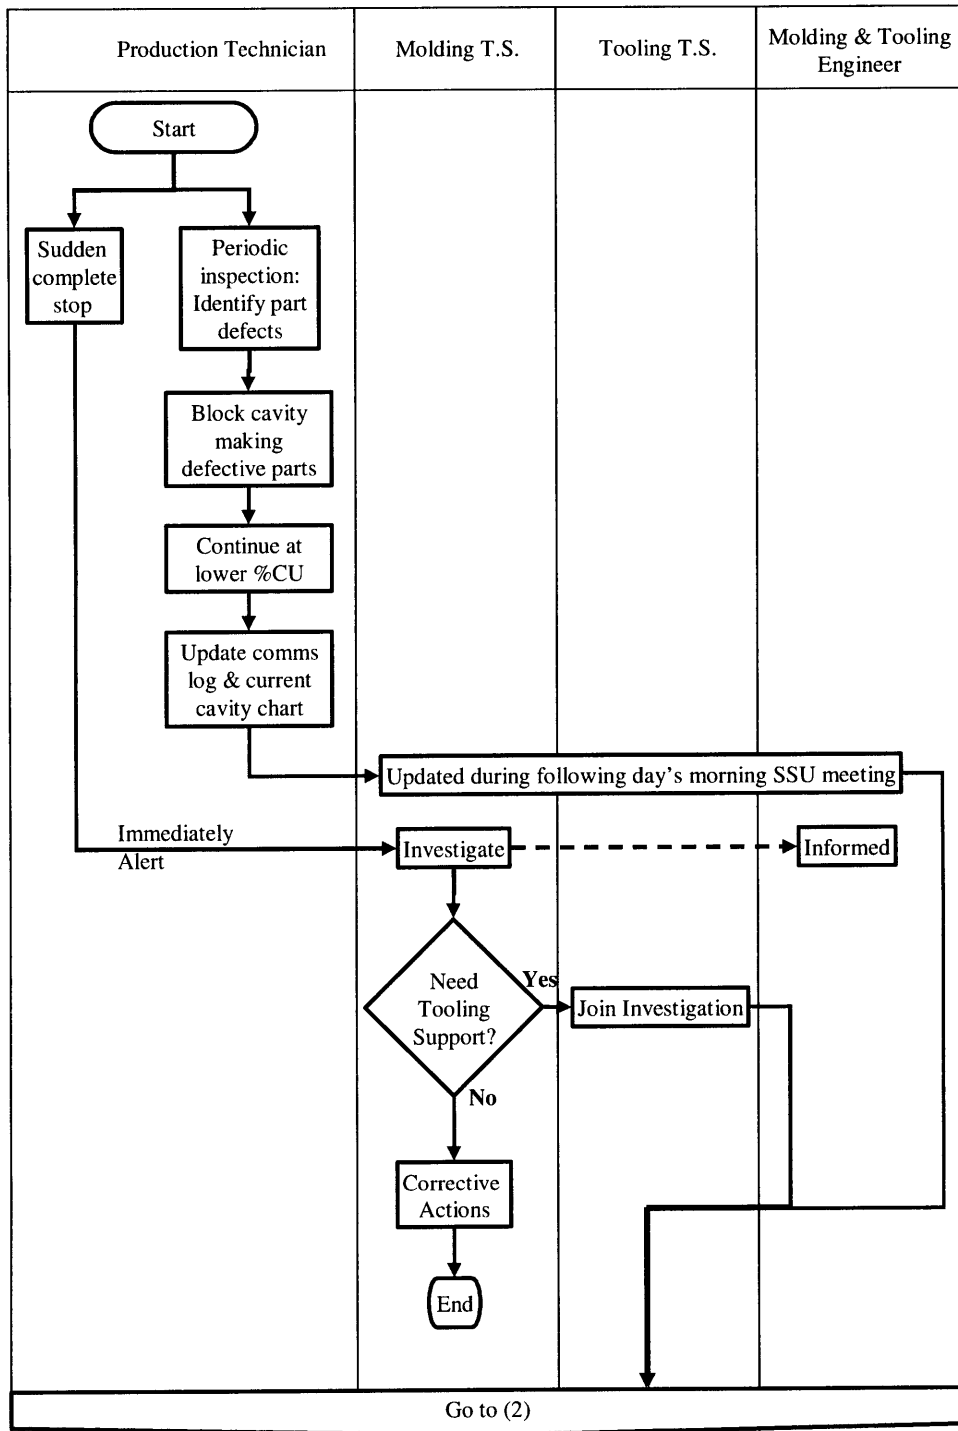 Production Technician
Molding T.S.
Tooling T.S.
Molding & Tooling
Engineer
Start
Sudden
complete
stop
Periodic
inspection:
Identify part
defects
Block cavity
making
defective parts
Continue at
lower %CU
Update comms
log & current
cavity chart
Updated during following day's morning SSU meeting
Immediately
Alert
Investigate
Informed
Need
Tooling
Support?
Yes
Join Investigation
No
Corrective
Actions
End
Go to (2)